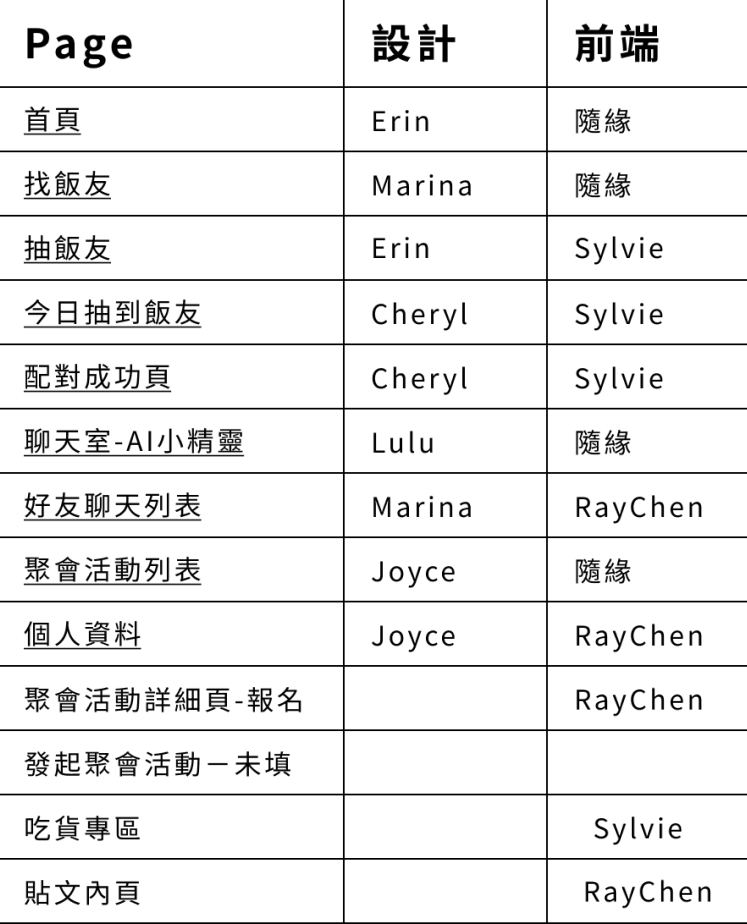 Page 設計 前端
首頁 Erin 隨緣
找飯友 Marina 隨緣
抽飯友 Erin Sylvie
今日抽到飯友 Cheryl Sylvie
配對成功頁 Cheryl Sylvie
聊天室-AI小精靈 Lulu 隨緣
好友聊天列表 Marina RayChen
聚會活動列表 Joyce 隨緣
個人資料 Joyce RayChen
聚會活動詳細頁-報名 RayChen
發起聚會活動－未填
吃貨專區 Sylvie
貼文內頁 RayChen